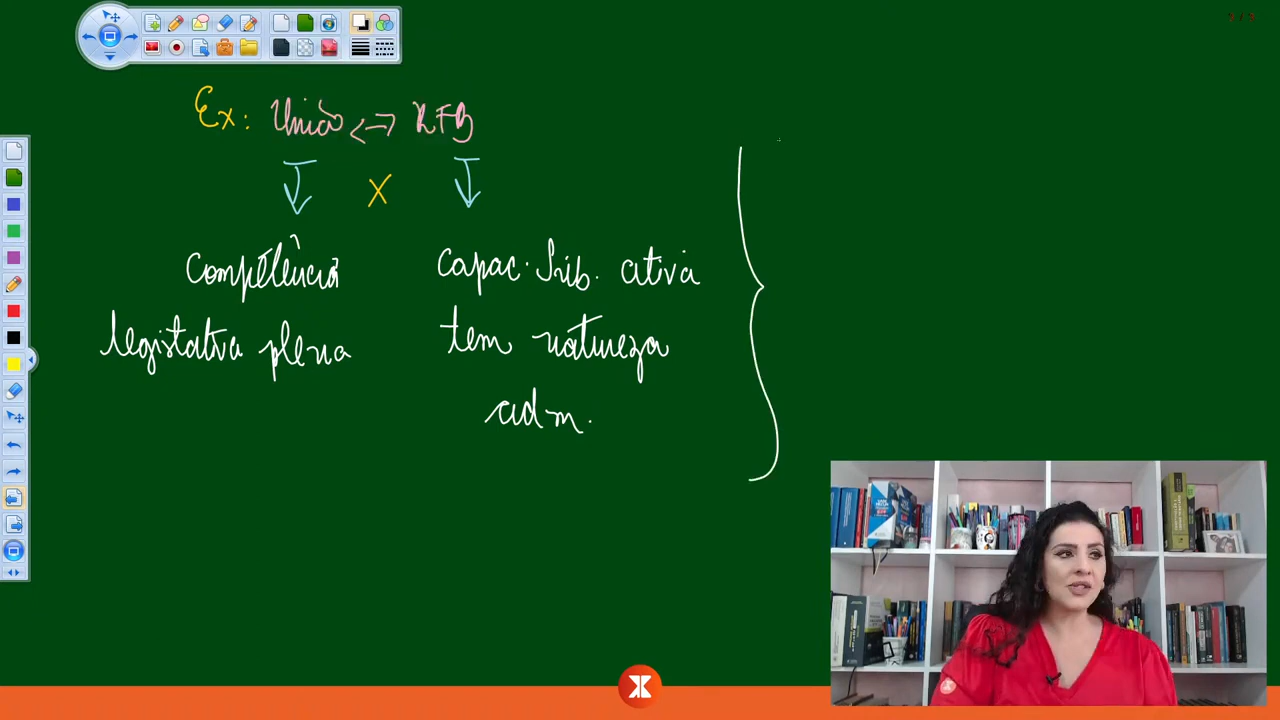 Ex: União <-> RFB
X
Competência
legislativa plena
capac. trib. ativa
tem natureza
adm.